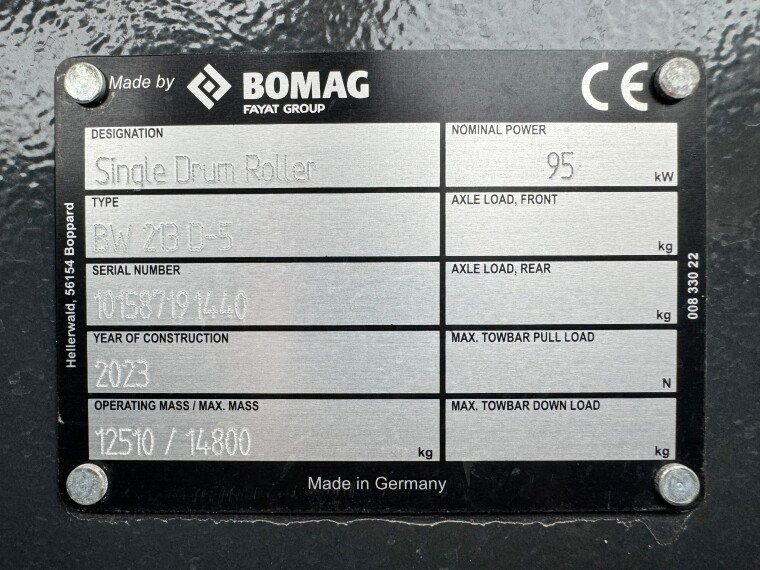 Made by BOMAG
FAYAT GROUP
CE
DESIGNATION
Single Drum Roller
NOMINAL POWER
95 kW
TYPE
BW 213 D-5
AXLE LOAD, FRONT
kg
SERIAL NUMBER
101587191440
AXLE LOAD, REAR
kg
YEAR OF CONSTRUCTION
2023
MAX. TOWBAR PULL LOAD
N
OPERATING MASS / MAX. MASS
12510 / 14800 kg
MAX. TOWBAR DOWN LOAD
kg
Made in Germany
Hellerwald, 56154 Boppard
008 330 22